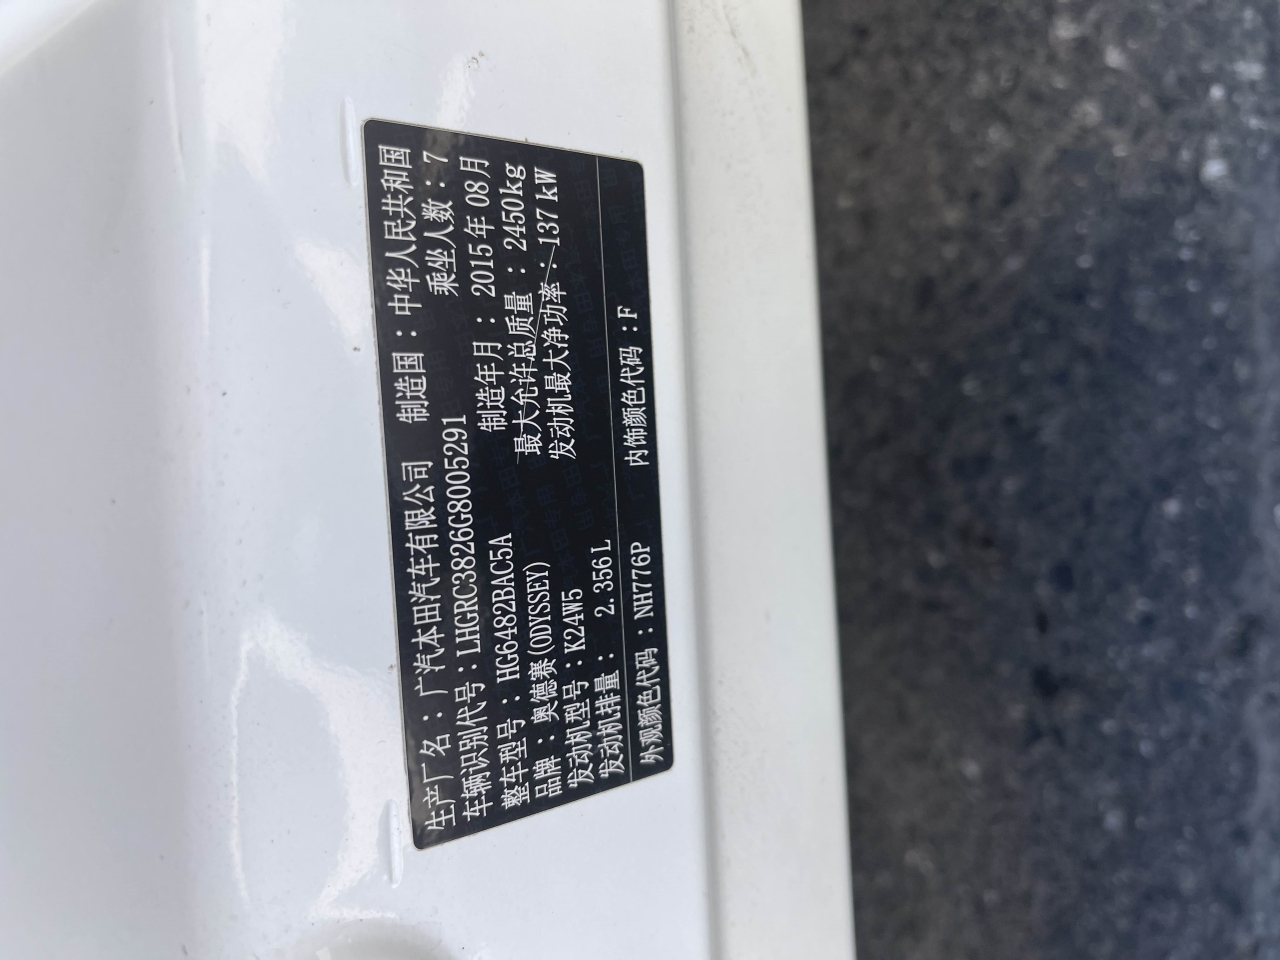 生产厂名：广汽本田汽车有限公司 制造国：中华人民共和国
车辆识别代号：LHGRC3826G8005291 乘坐人数：7
整车型号：HG6482BAC5A 制造年月：2015年08月
品牌：奥德赛(ODYSSEY) 最大允许总质量：2450kg
发动机型号：K24W5 发动机最大净功率：137kW
发动机排量：2.356L
外观颜色代码：NH776P 内饰颜色代码：F